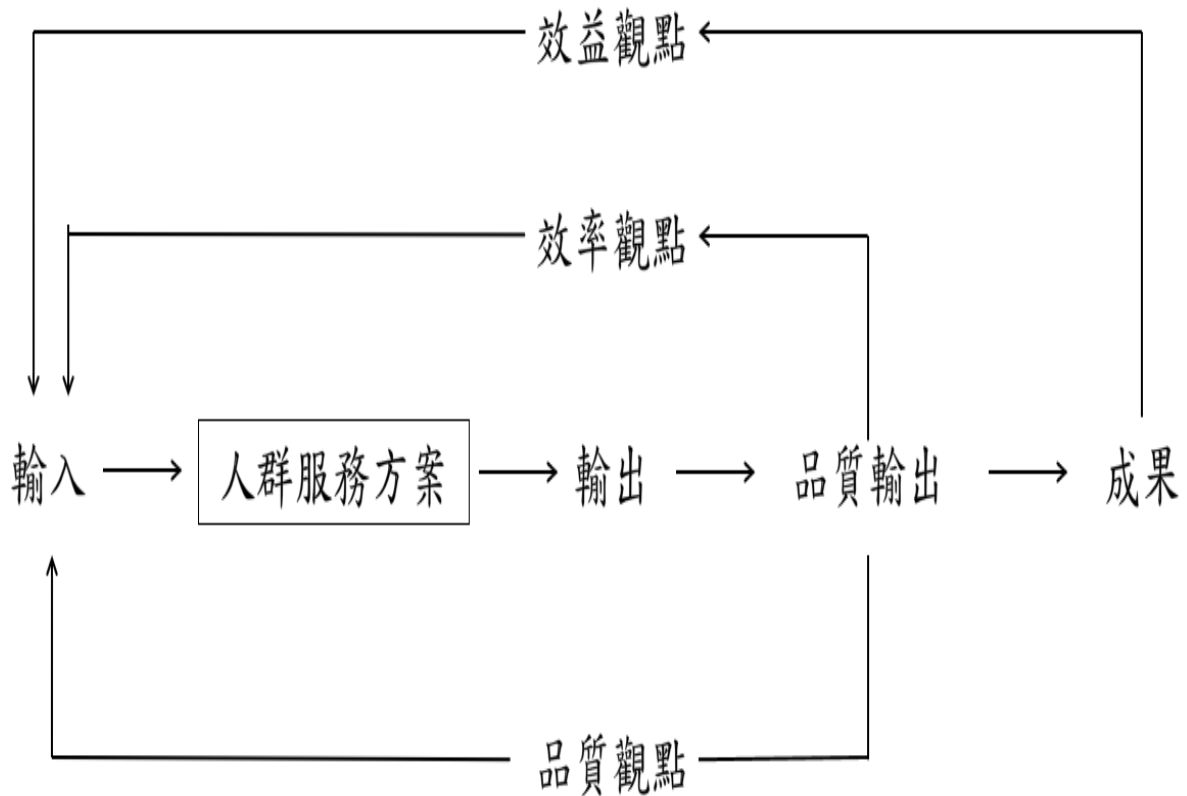 效益觀點
效率觀點
輸入
人群服務方案
輸出
品質輸出
成果
品質觀點